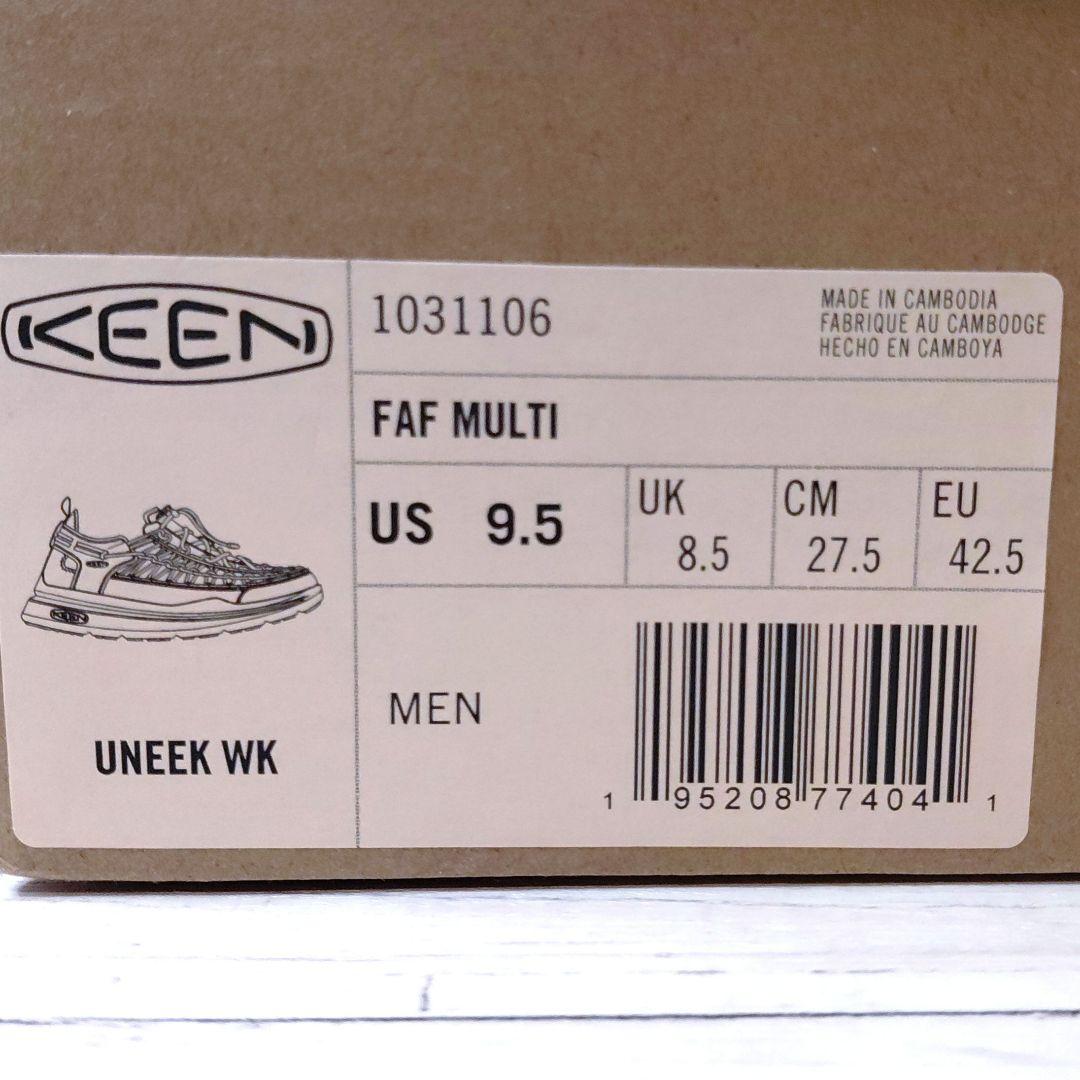 KEEN
1031106
MADE IN CAMBODIA
FABRIQUE AU CAMBODGE
HECHO EN CAMBOYA
FAF MULTI
US 9.5
UK
8.5
CM
27.5
EU
42.5
KEEN
UNEEK WK
MEN
1 95208 77404 1